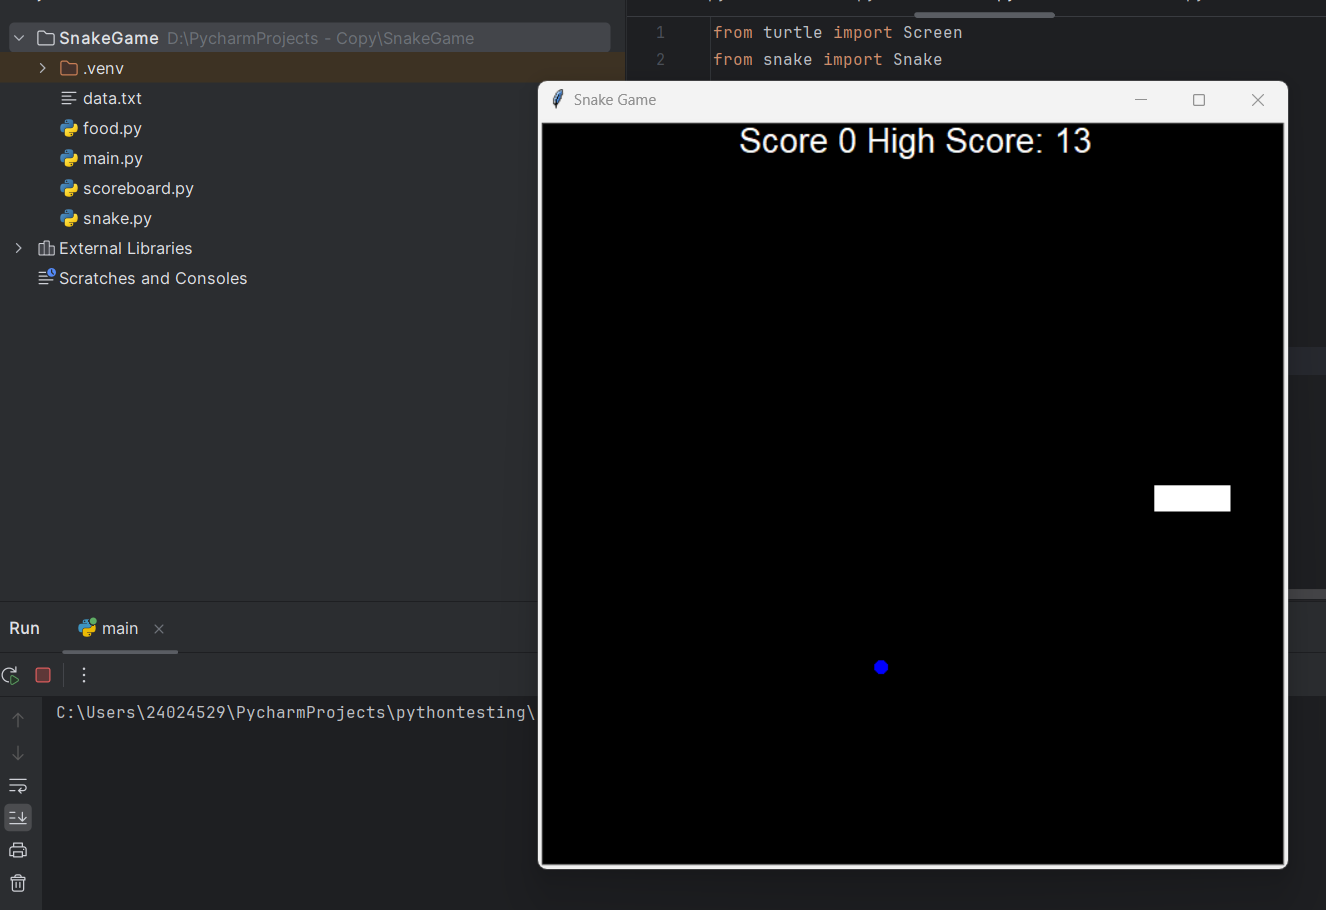 SnakeGame D:\PycharmProjects - Copy\SnakeGame
.venv
data.txt
food.py
main.py
scoreboard.py
snake.py
External Libraries
Scratches and Consoles
1 from turtle import Screen
2 from snake import Snake
Snake Game
Score 0 High Score: 13
Run main
C:\Users\24024529\PycharmProjects\pythontesting\